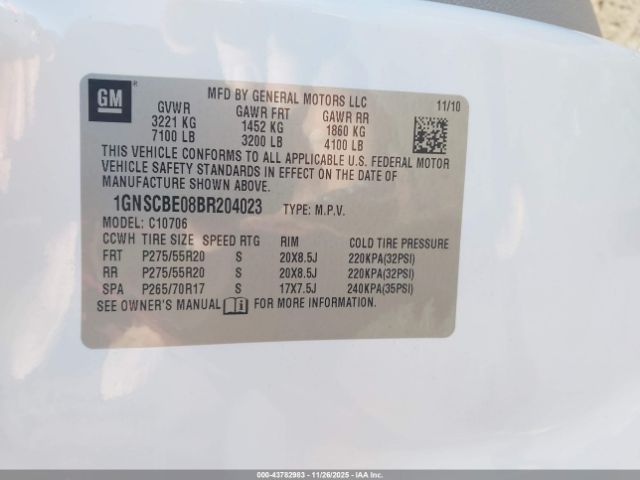 GM
MFD BY GENERAL MOTORS LLC 11/10
GVWR GAWR FRT GAWR RR
3221 KG 1452 KG 1860 KG
7100 LB 3200 LB 4100 LB
THIS VEHICLE CONFORMS TO ALL APPLICABLE U.S. FEDERAL MOTOR
VEHICLE SAFETY STANDARDS IN EFFECT ON THE DATE OF
MANUFACTURE SHOWN ABOVE.
1GNSCBE08BR204023 TYPE: M.P.V.
MODEL: C10706
CCWH TIRE SIZE SPEED RTG RIM COLD TIRE PRESSURE
FRT P275/55R20 S 20X8.5J 220KPA(32PSI)
RR P275/55R20 S 20X8.5J 220KPA(32PSI)
SPA P265/70R17 S 17X7.5J 240KPA(35PSI)
SEE OWNER'S MANUAL FOR MORE INFORMATION.
000-43782983 - 11/26/2025 - IAA Inc.